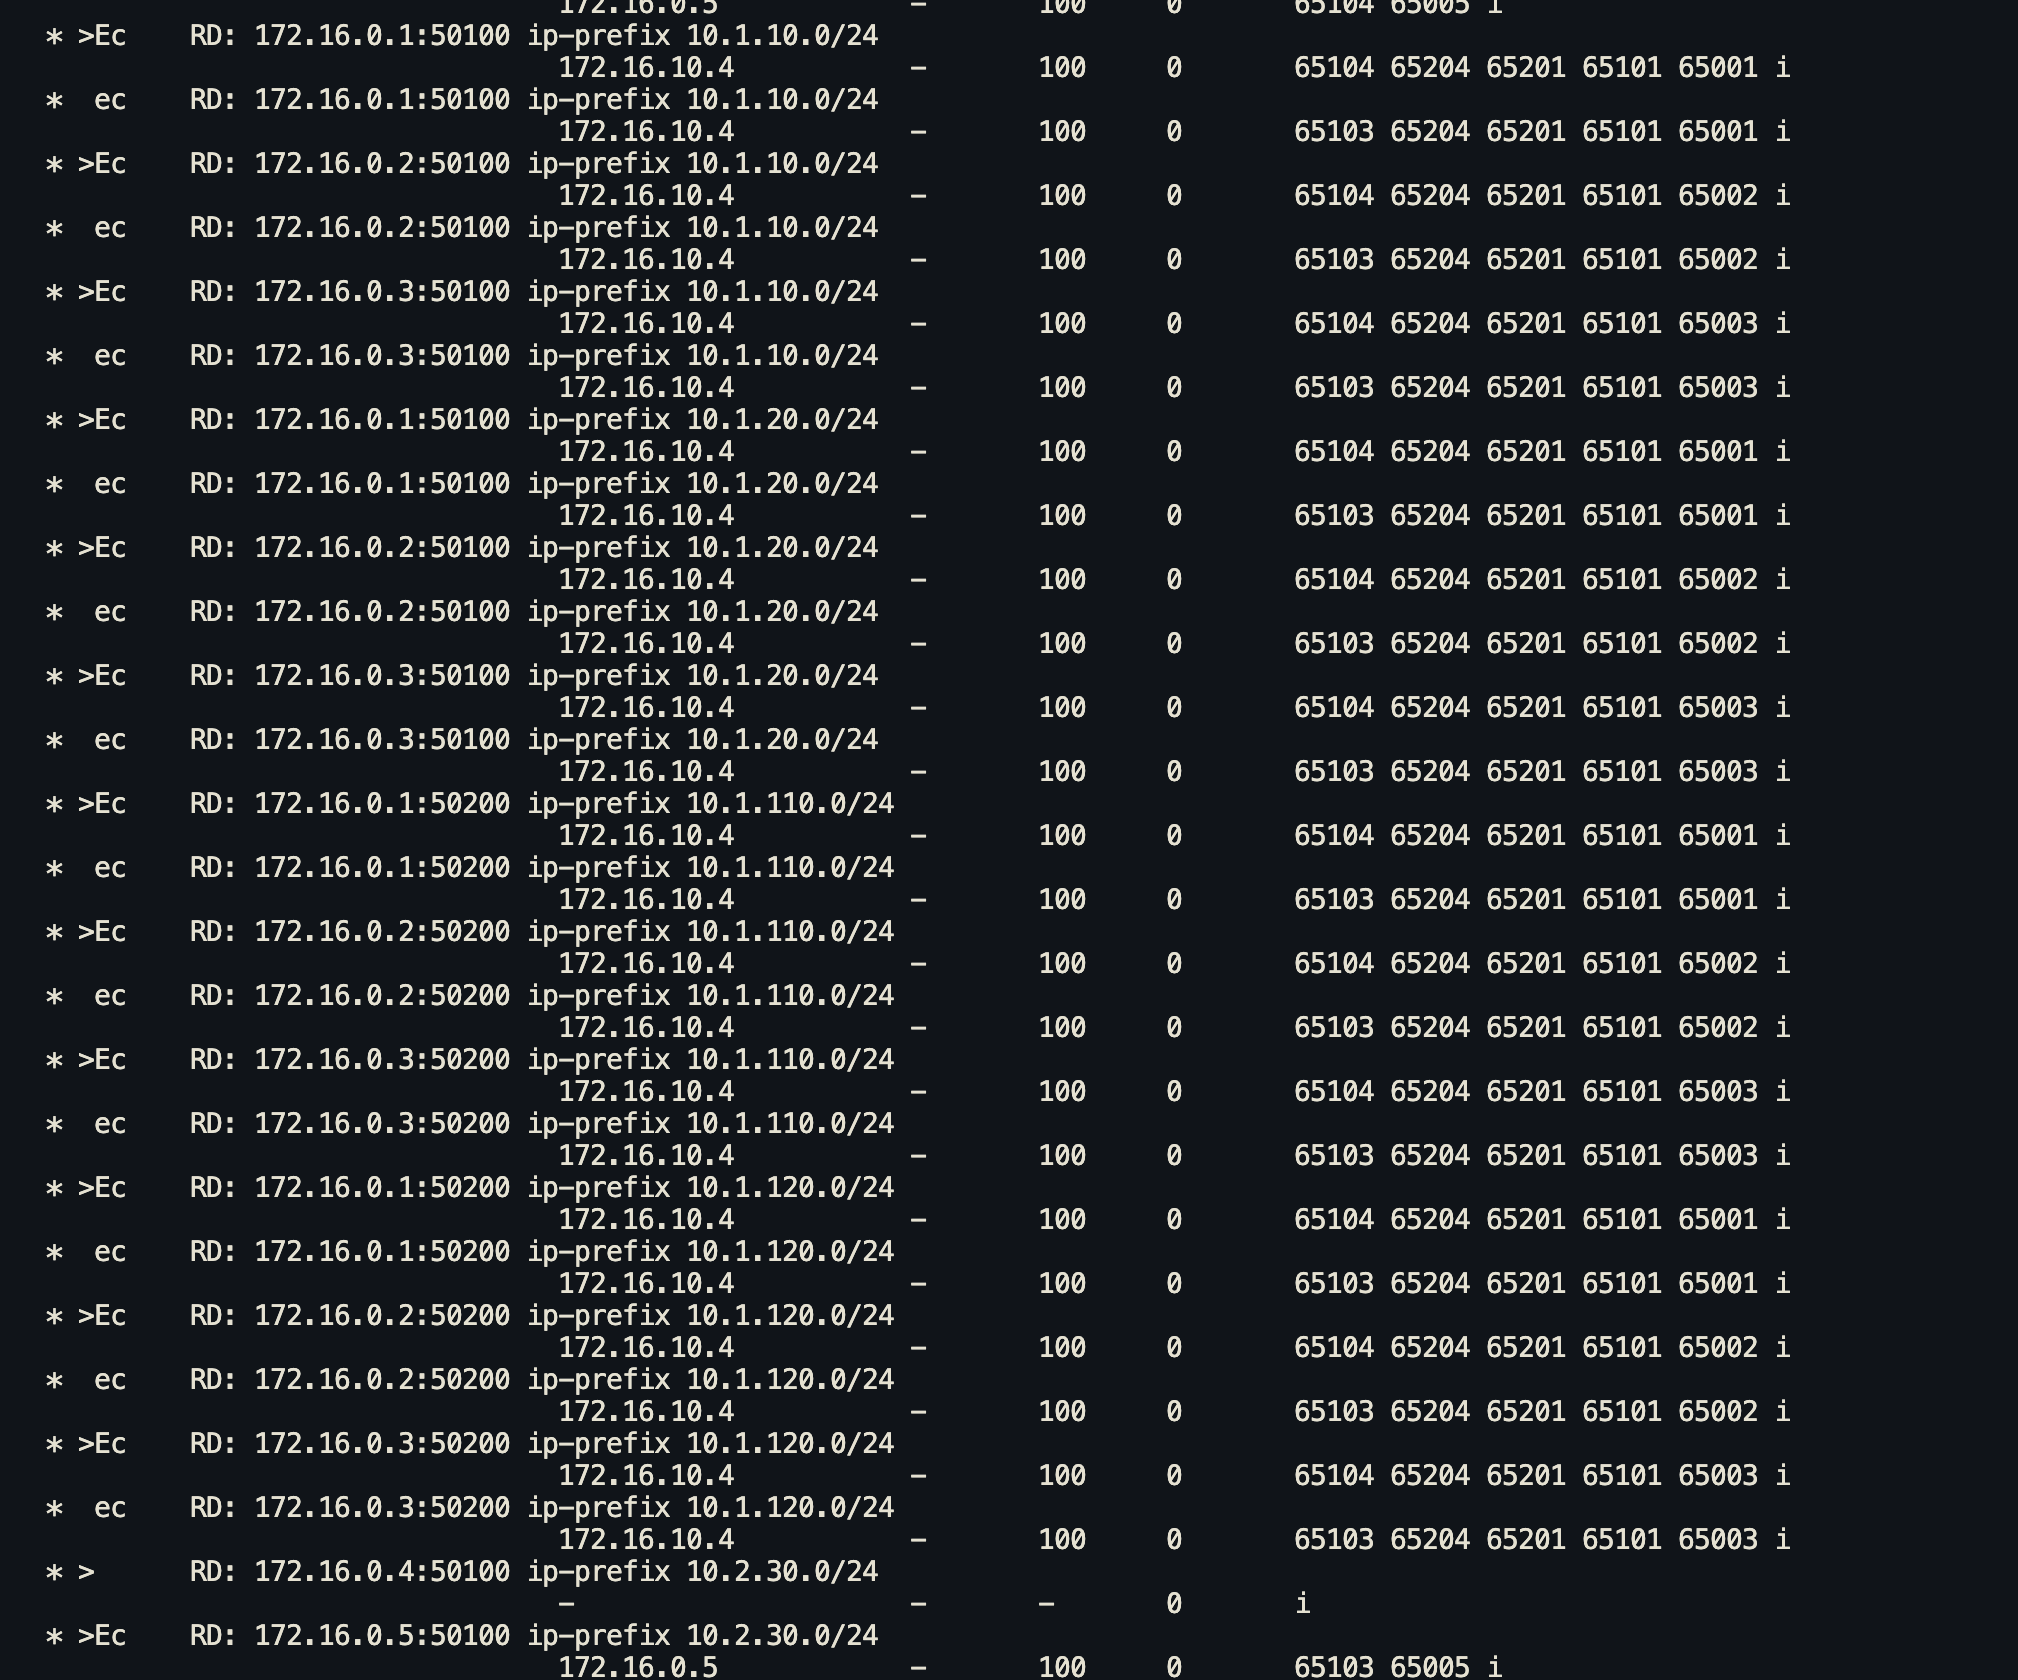 172.16.0.5 - 100 0 65104 65005 i
* >Ec RD: 172.16.0.1:50100 ip-prefix 10.1.10.0/24
172.16.10.4 - 100 0 65104 65204 65201 65101 65001 i
* ec RD: 172.16.0.1:50100 ip-prefix 10.1.10.0/24
172.16.10.4 - 100 0 65103 65204 65201 65101 65001 i
* >Ec RD: 172.16.0.2:50100 ip-prefix 10.1.10.0/24
172.16.10.4 - 100 0 65104 65204 65201 65101 65002 i
* ec RD: 172.16.0.2:50100 ip-prefix 10.1.10.0/24
172.16.10.4 - 100 0 65103 65204 65201 65101 65002 i
* >Ec RD: 172.16.0.3:50100 ip-prefix 10.1.10.0/24
172.16.10.4 - 100 0 65104 65204 65201 65101 65003 i
* ec RD: 172.16.0.3:50100 ip-prefix 10.1.10.0/24
172.16.10.4 - 100 0 65103 65204 65201 65101 65003 i
* >Ec RD: 172.16.0.1:50100 ip-prefix 10.1.20.0/24
172.16.10.4 - 100 0 65104 65204 65201 65101 65001 i
* ec RD: 172.16.0.1:50100 ip-prefix 10.1.20.0/24
172.16.10.4 - 100 0 65103 65204 65201 65101 65001 i
* >Ec RD: 172.16.0.2:50100 ip-prefix 10.1.20.0/24
172.16.10.4 - 100 0 65104 65204 65201 65101 65002 i
* ec RD: 172.16.0.2:50100 ip-prefix 10.1.20.0/24
172.16.10.4 - 100 0 65103 65204 65201 65101 65002 i
* >Ec RD: 172.16.0.3:50100 ip-prefix 10.1.20.0/24
172.16.10.4 - 100 0 65104 65204 65201 65101 65003 i
* ec RD: 172.16.0.3:50100 ip-prefix 10.1.20.0/24
172.16.10.4 - 100 0 65103 65204 65201 65101 65003 i
* >Ec RD: 172.16.0.1:50200 ip-prefix 10.1.110.0/24
172.16.10.4 - 100 0 65104 65204 65201 65101 65001 i
* ec RD: 172.16.0.1:50200 ip-prefix 10.1.110.0/24
172.16.10.4 - 100 0 65103 65204 65201 65101 65001 i
* >Ec RD: 172.16.0.2:50200 ip-prefix 10.1.110.0/24
172.16.10.4 - 100 0 65104 65204 65201 65101 65002 i
* ec RD: 172.16.0.2:50200 ip-prefix 10.1.110.0/24
172.16.10.4 - 100 0 65103 65204 65201 65101 65002 i
* >Ec RD: 172.16.0.3:50200 ip-prefix 10.1.110.0/24
172.16.10.4 - 100 0 65104 65204 65201 65101 65003 i
* ec RD: 172.16.0.3:50200 ip-prefix 10.1.110.0/24
172.16.10.4 - 100 0 65103 65204 65201 65101 65003 i
* >Ec RD: 172.16.0.1:50200 ip-prefix 10.1.120.0/24
172.16.10.4 - 100 0 65104 65204 65201 65101 65001 i
* ec RD: 172.16.0.1:50200 ip-prefix 10.1.120.0/24
172.16.10.4 - 100 0 65103 65204 65201 65101 65001 i
* >Ec RD: 172.16.0.2:50200 ip-prefix 10.1.120.0/24
172.16.10.4 - 100 0 65104 65204 65201 65101 65002 i
* ec RD: 172.16.0.2:50200 ip-prefix 10.1.120.0/24
172.16.10.4 - 100 0 65103 65204 65201 65101 65002 i
* >Ec RD: 172.16.0.3:50200 ip-prefix 10.1.120.0/24
172.16.10.4 - 100 0 65104 65204 65201 65101 65003 i
* ec RD: 172.16.0.3:50200 ip-prefix 10.1.120.0/24
172.16.10.4 - 100 0 65103 65204 65201 65101 65003 i
* > RD: 172.16.0.4:50100 ip-prefix 10.2.30.0/24
- - - 0 i
* >Ec RD: 172.16.0.5:50100 ip-prefix 10.2.30.0/24
172.16.0.5 - 100 0 65103 65005 i